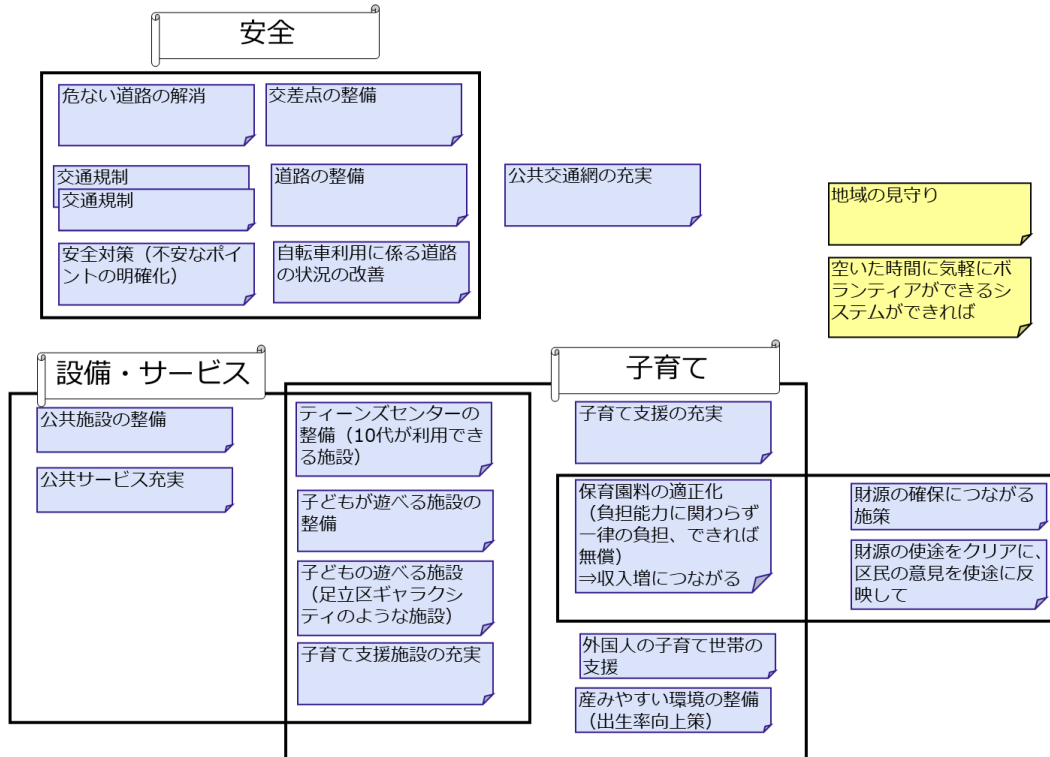 安全
危ない道路の解消
交差点の整備
交通規制
交通規制
道路の整備
公共交通網の充実
安全対策（不安なポイ
ントの明確化）
自転車利用に係る道路
の状況の改善
地域の見守り
空いた時間に気軽にボ
ランティアができるシ
ステムができれば
設備・サービス
公共施設の整備
公共サービス充実
ティーンズセンターの
整備（10代が利用でき
る施設）
子どもが遊べる施設の
整備
子どもの遊べる施設
（足立区ギャラクシ
ティのような施設）
子育て支援施設の充実
子育て
子育て支援の充実
保育園料の適正化
（負担能力に関わらず
一律の負担、できれば
無償）
⇒収入増につながる
財源の確保につながる
施策
財源の使途をクリアに、
区民の意見を使途に反
映して
外国人の子育て世帯の
支援
産みやすい環境の整備
（出生率向上策）